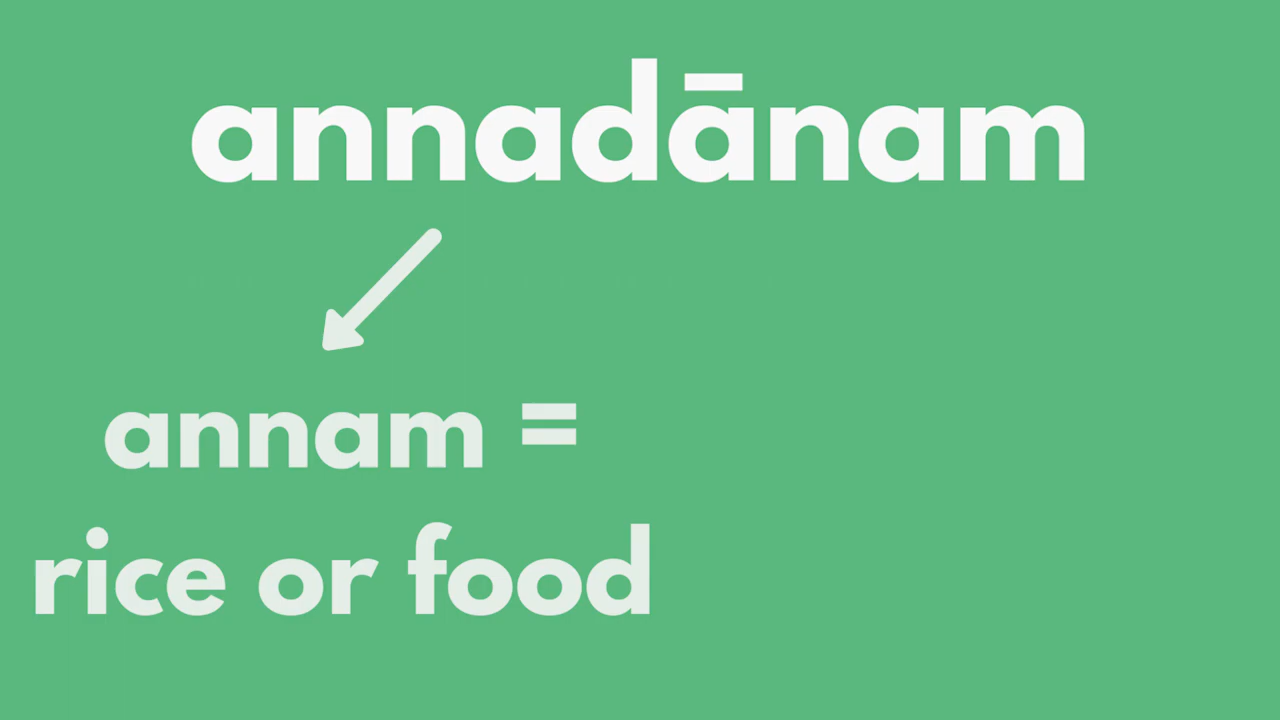 annadānam
annam =
rice or food